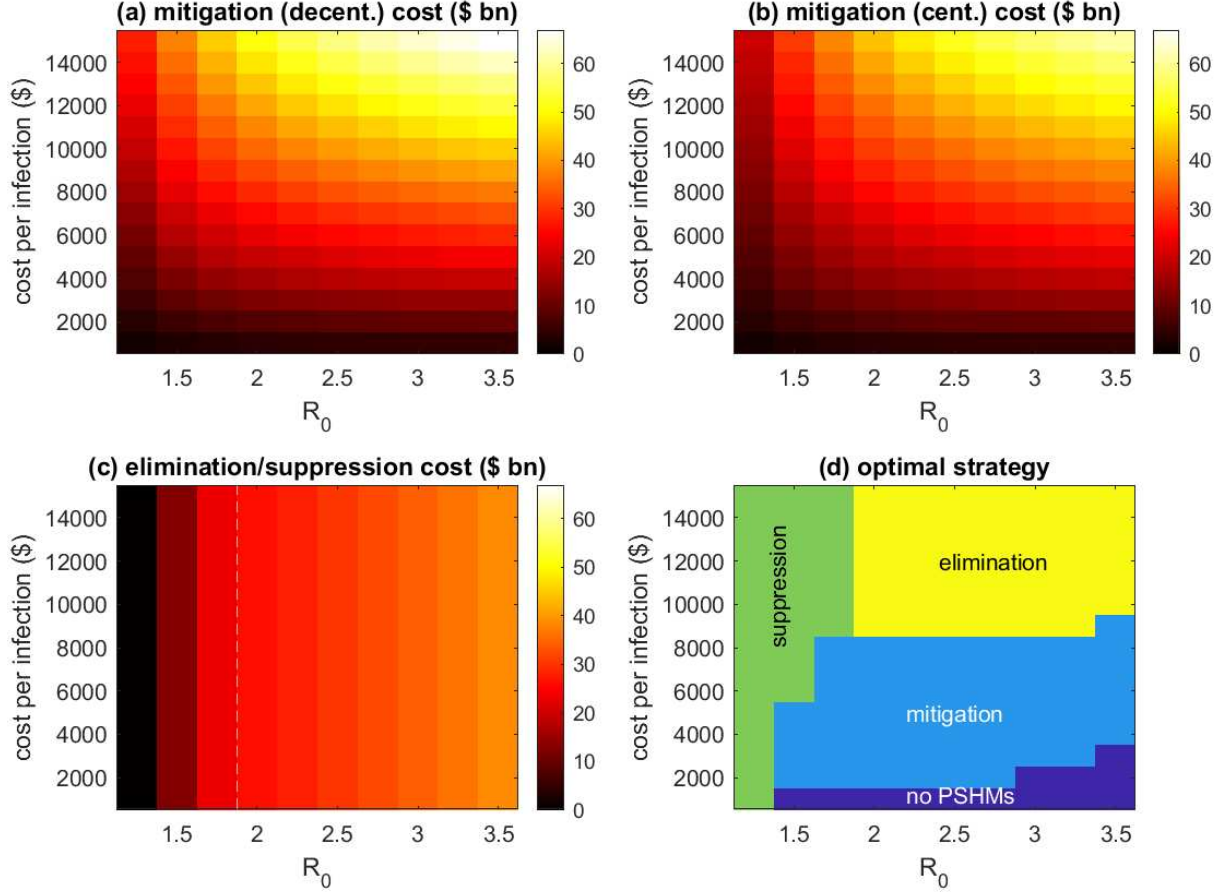 (a) mitigation (decent.) cost ($ bn)
cost per infection ($)
14000
12000
10000
8000
6000
4000
2000
1.5 2 2.5 3 3.5
R0
60
50
40
30
20
10
0
(b) mitigation (cent.) cost ($ bn)
cost per infection ($)
14000
12000
10000
8000
6000
4000
2000
1.5 2 2.5 3 3.5
R0
60
50
40
30
20
10
0
(c) elimination/suppression cost ($ bn)
cost per infection ($)
14000
12000
10000
8000
6000
4000
2000
1.5 2 2.5 3 3.5
R0
60
50
40
30
20
10
0
(d) optimal strategy
cost per infection ($)
14000
12000
10000
8000
6000
4000
2000
suppression
elimination
mitigation
no PSHMs
1.5 2 2.5 3 3.5
R0